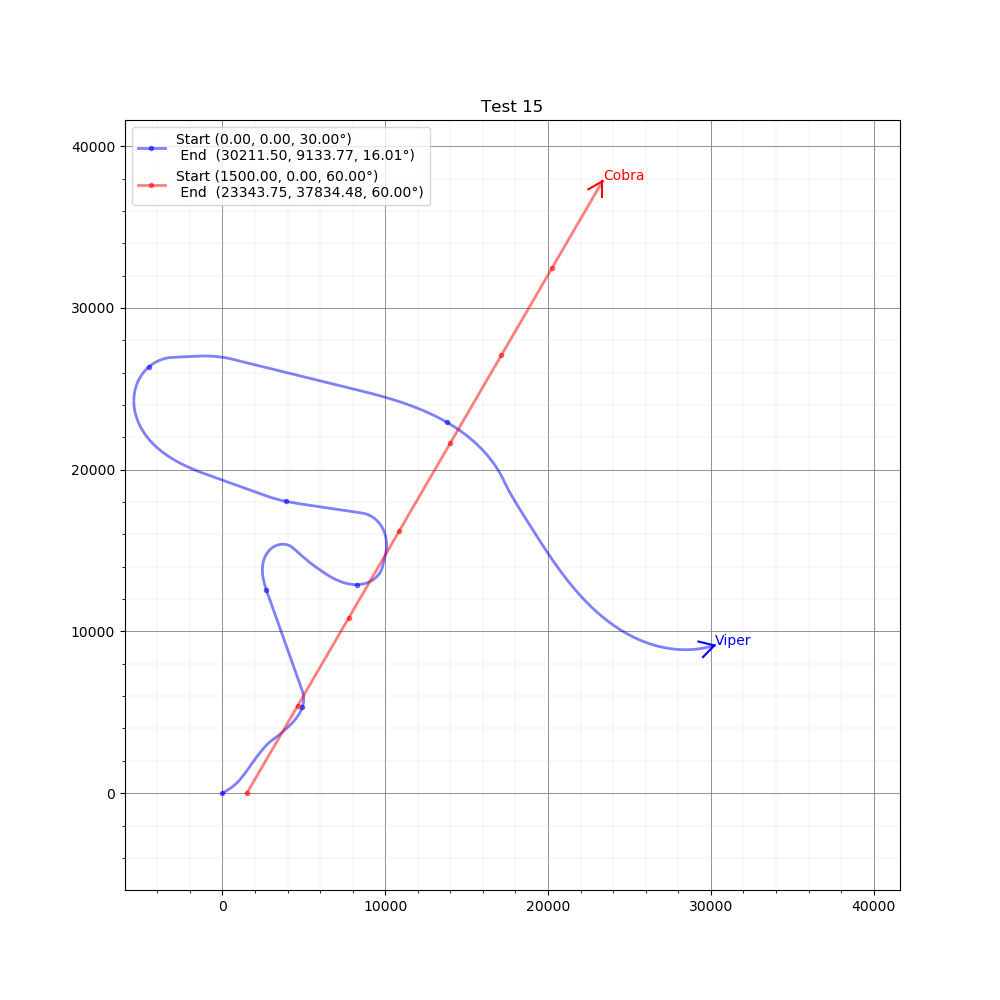 Test 15
Start (0.00, 0.00, 30.00°)
End  (30211.50, 9133.77, 16.01°)
Start (1500.00, 0.00, 60.00°)
End  (23343.75, 37834.48, 60.00°)
40000
30000
20000
10000
0
Cobra
Viper
0
10000
20000
30000
40000